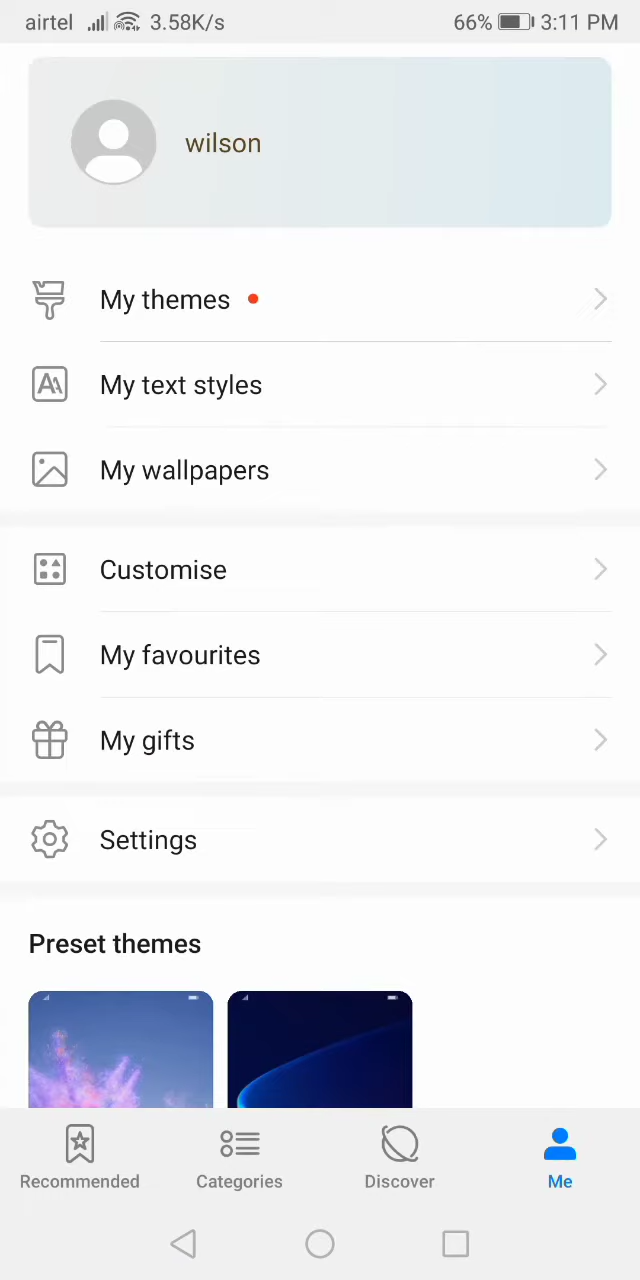 airtel 3.58K/s 66% 3:11 PM
wilson
My themes
My text styles
My wallpapers
Customise
My favourites
My gifts
Settings
Preset themes
Recommended Categories Discover Me